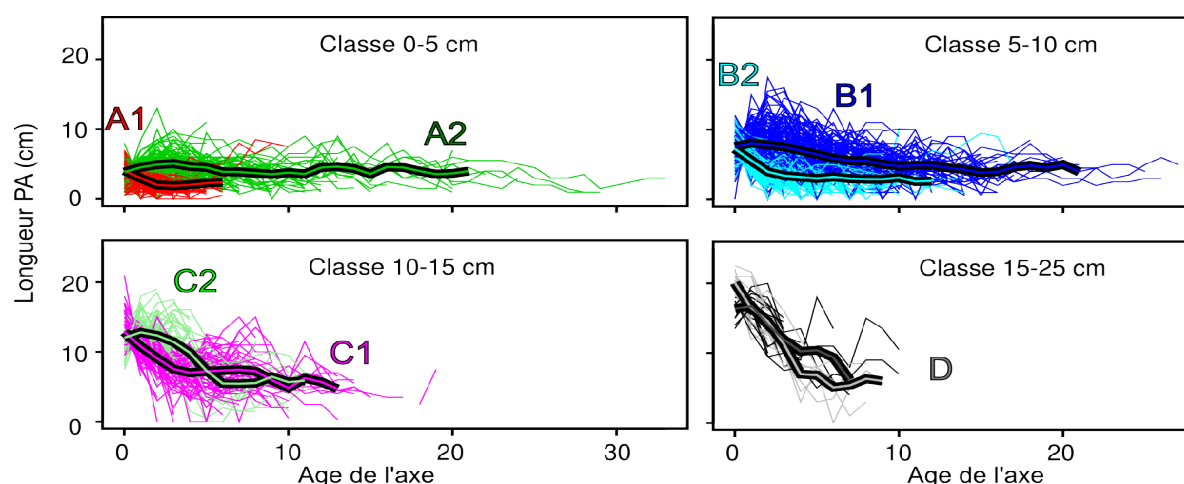 Longueur PA (cm)
Classe 0-5 cm
20
10
0
A1
A2
Classe 5-10 cm
B2
B1
Classe 10-15 cm
20
10
0
C2
C1
0 10 20 30
Age de l'axe
Classe 15-25 cm
D
0 10 20
Age de l'axe